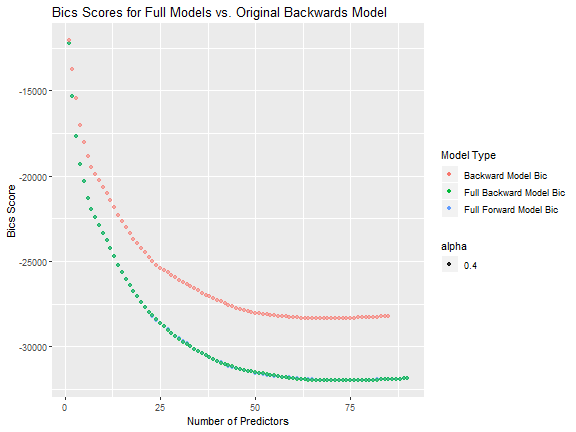 Bics Scores for Full Models vs. Original Backwards Model
-15000
-20000
-25000
-30000
Bics Score
0
25
50
75
Number of Predictors
Model Type
Backward Model Bic
Full Backward Model Bic
Full Forward Model Bic
alpha
0.4